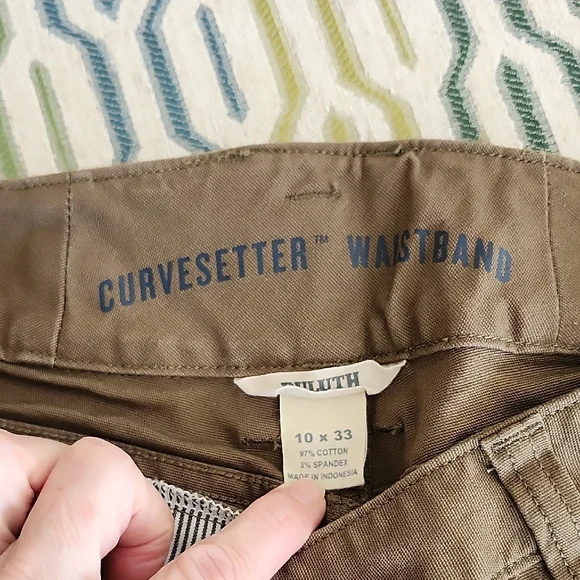 CURVESETTER™ WAISTBAND
DULUTH
10 x 33
97% COTTON
3% SPANDEX
MADE IN INDONESIA